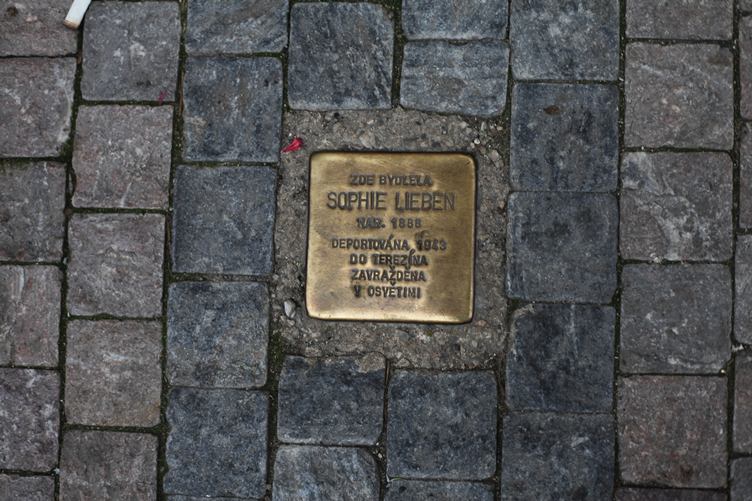 ZDE BYDLELA
SOPHIE LIEBEN
NAR. 1888
DEPORTOVÁNA 1943
DO TEREZÍNA
ZAVRAŽDĚNA
V OSVĚTIMI